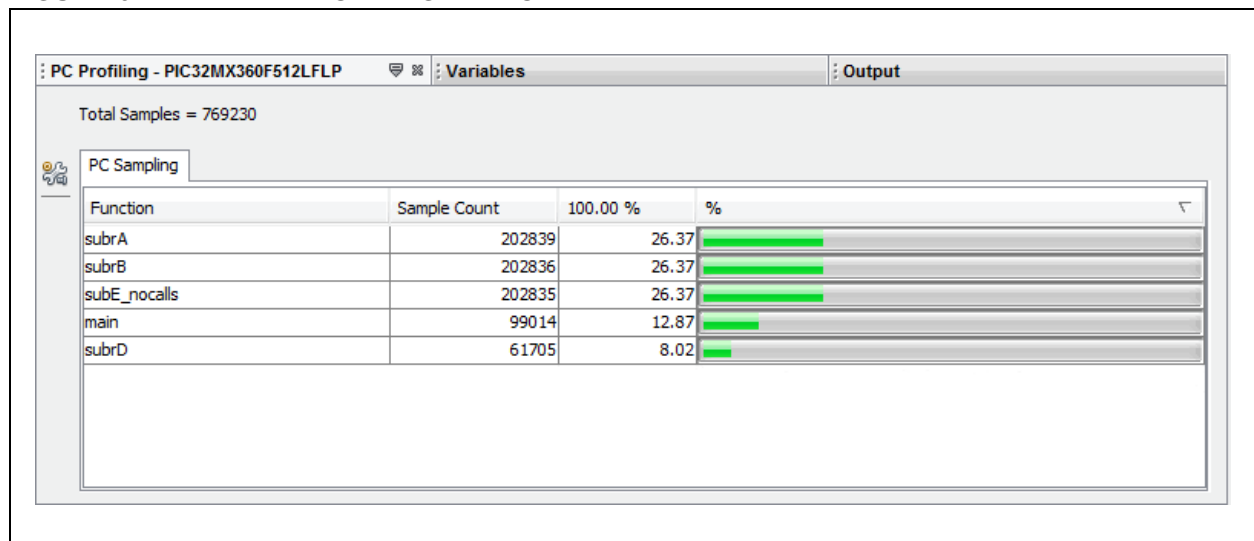 PC Profiling - PIC32MX360F512LFLP Variables Output
Total Samples = 769230
PC Sampling
Function Sample Count 100.00 % %
subrA 202839 26.37
subrB 202836 26.37
subE_nocalls 202835 26.37
main 99014 12.87
subrD 61705 8.02